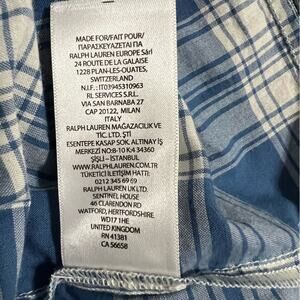 MADE FOR/FAIT POUR/
ΠΑΡΑΣΚΕΥΑΖΕΤΑΙ ΓΙΑ
RALPH LAUREN EUROPE Sàrl
24 ROUTE DE LA GALAISE
1228 PLAN-LES-OUATES,
SWITZERLAND
N.I.F.: IT03945310963
RL SERVICES S.R.L.
VIA SAN BARNABA 27
CAP 20122, MILAN
ITALY
RALPH LAUREN MAĞAZACILIK VE
TİC. LTD. ŞTİ
ESENTEPE KASAP SOK. ALTINAY İŞ
MERKEZİ NO:8-10 K:4 34360
ŞİŞLİ - İSTANBUL
WWW.RALPHLAUREN.COM
TÜKETİCİ İLETİŞİM HATTI:
0212 345 69 69
RALPH LAUREN UK LTD.
SENTINEL HOUSE
46 CLARENDON RD
WATFORD, HERTFORDSHIRE
WD17 1HE
UNITED KINGDOM
RN 41381
CA 56658